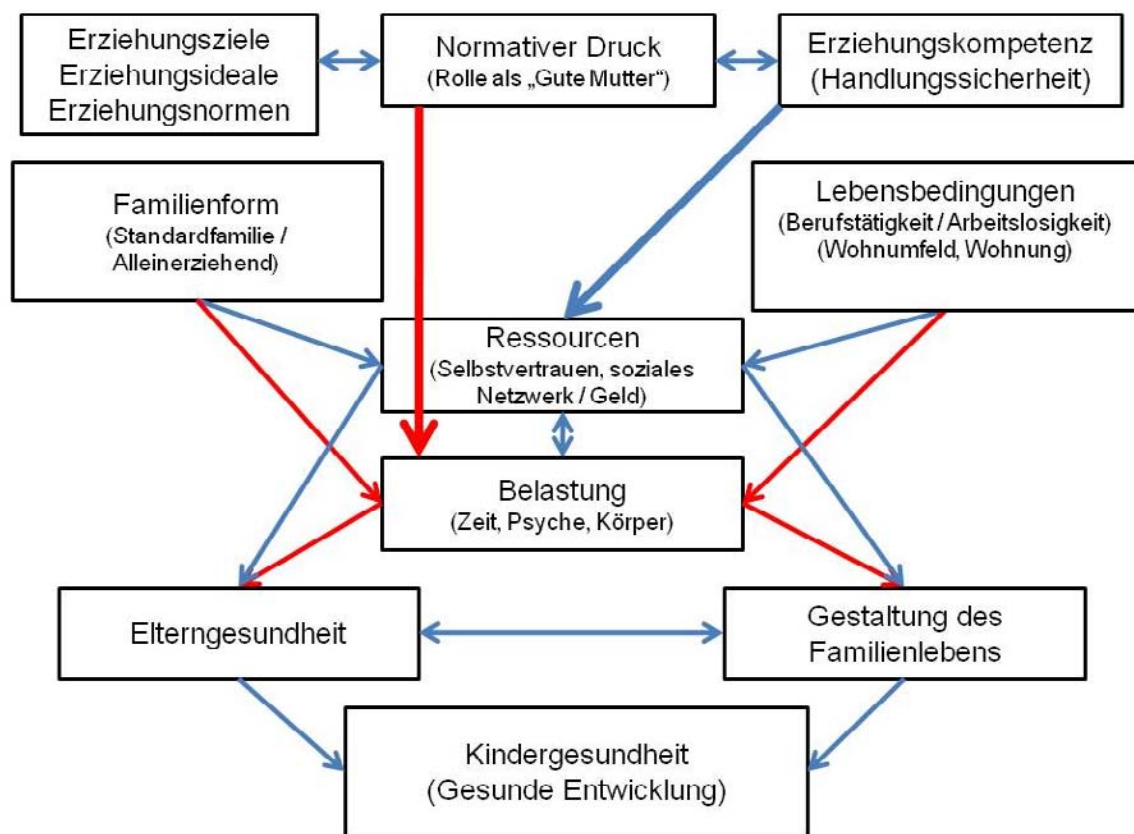 Erziehungsziele
Erziehungsideale
Erziehungsnormen
Normativer Druck
(Rolle als „Gute Mutter“)
Erziehungskompetenz
(Handlungssicherheit)
Familienform
(Standardfamilie /
Alleinerziehend)
Lebensbedingungen
(Berufstätigkeit / Arbeitslosigkeit)
(Wohnumfeld, Wohnung)
Ressourcen
(Selbstvertrauen, soziales
Netzwerk / Geld)
Belastung
(Zeit, Psyche, Körper)
Elterngesundheit
Gestaltung des
Familienlebens
Kindergesundheit
(Gesunde Entwicklung)